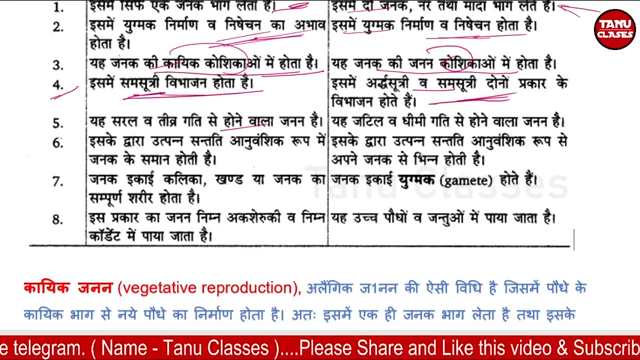 TANU CLASES
1. इसमें सिर्फ एक जनक भाग लेता है। इसमें दो जनक, नर तथा मादा भाग लेते हैं।
2. इसमें युग्मक निर्माण व निषेचन का अभाव इसमें युग्मक निर्माण व निषेचन होता है।
होता है।
3. यह जनक की कायिक कोशिकाओं में होता है। यह जनक की जनन कोशिकाओं में होता है।
4. इसमें समसूत्री विभाजन होता है। इसमें अर्द्धसूत्री व समसूत्री दोनों प्रकार के
विभाजन होते हैं।
5. यह सरल व तीव्र गति से होने वाला जनन है। यह जटिल व धीमी गति से होने वाला जनन है।
6. इसके द्वारा उत्पन्न सन्तति आनुवंशिक रूप में इसके द्वारा उत्पन्न सन्तति आनुवंशिक रूप से
जनक के समान होती है। अपने जनक से भिन्न होती है।
7. जनक इकाई कलिका, खण्ड या जनक का जनक इकाई युग्मक (gamete) होते हैं।
सम्पूर्ण शरीर होता है।
8. इस प्रकार का जनन निम्न अकशेरुकी व निम्न यह उच्च पौधों व जन्तुओं में पाया जाता है।
कॉर्डेट में पाया जाता है।
Tanu Classes
कायिक जनन (vegetative reproduction), अलैंगिक ज1नन की ऐसी विधि है जिसमें पौधे के
कायिक भाग से नये पौधे का निर्माण होता है। अतः इसमें एक ही जनक भाग लेता है तथा इसके
e telegram. ( Name - Tanu Classes )....Please Share and Like this video & Subscrib